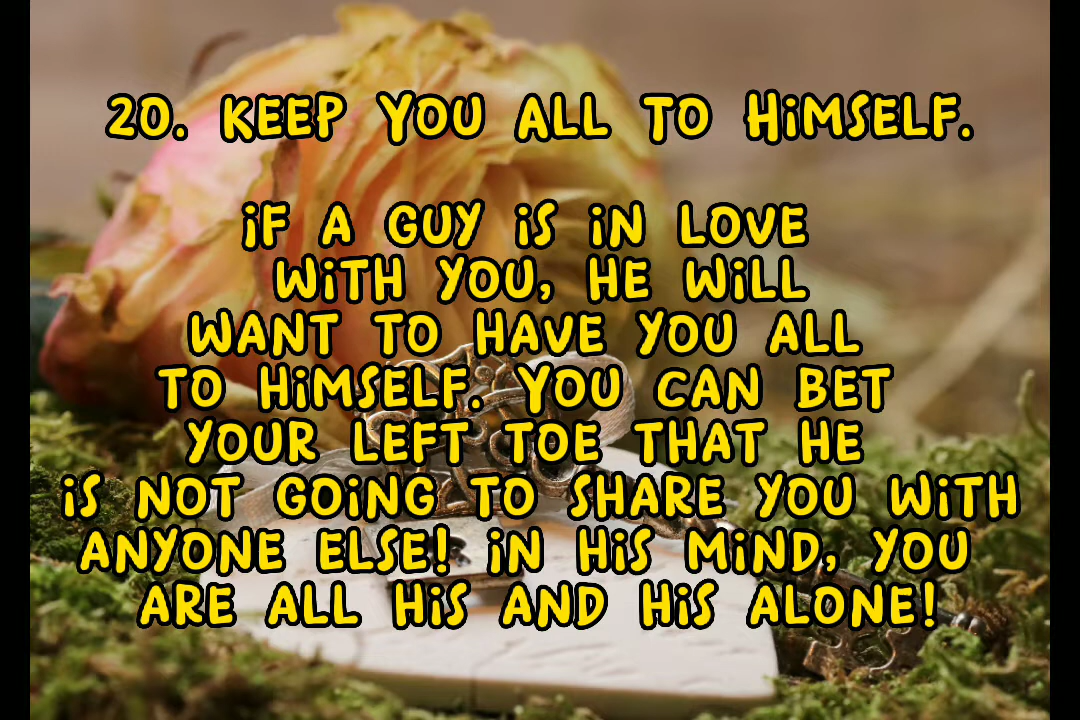 20. KEEP YOU ALL TO HiMSELF.
iF A GUY iS iN LOVE
WiTH YOU, HE WiLL
WANT TO HAVE YOU ALL
TO HiMSELF. YOU CAN BET
YOUR LEFT TOE THAT HE
iS NOT GOiNG TO SHARE YOU WiTH
ANYONE ELSE! iN HiS MiND, YOU
ARE ALL HiS AND HiS ALONE!